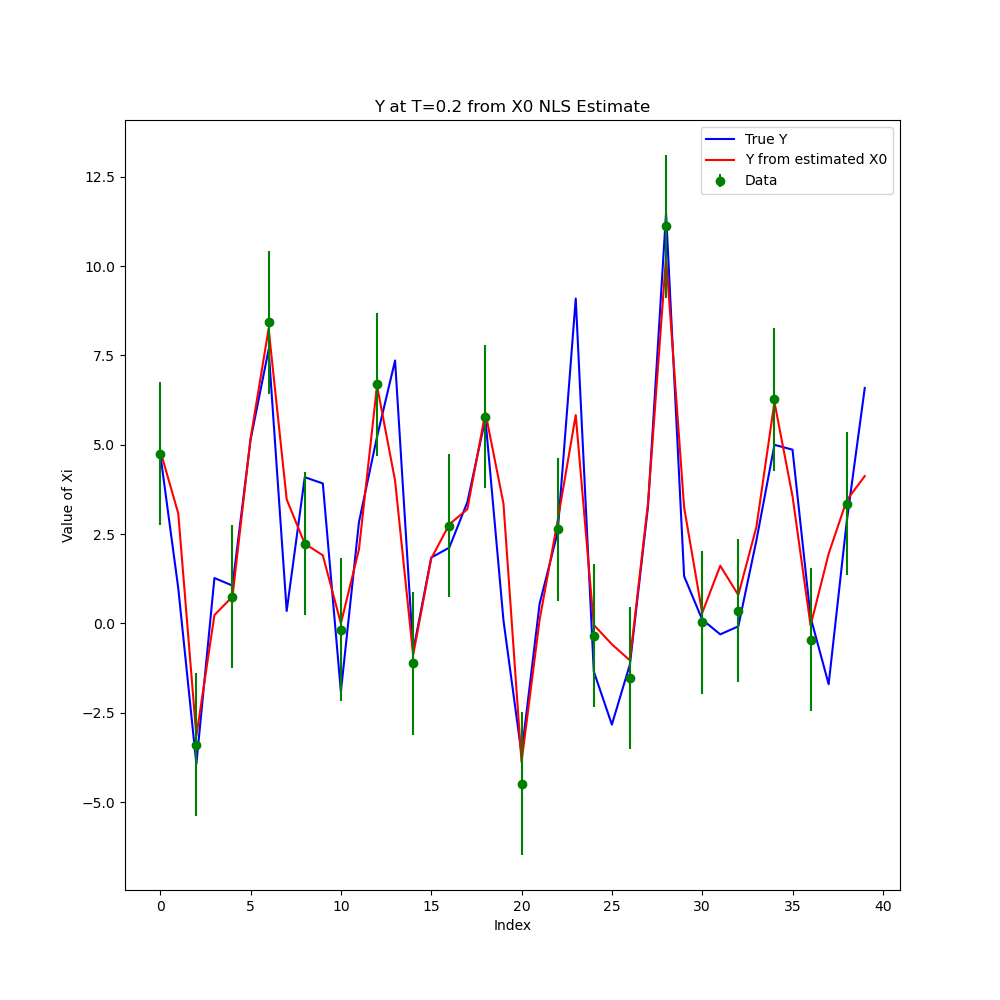 Y at T=0.2 from X0 NLS Estimate
True Y
Y from estimated X0
Data
12.5
10.0
7.5
5.0
2.5
0.0
−2.5
−5.0
Value of Xi
0 5 10 15 20 25 30 35 40
Index